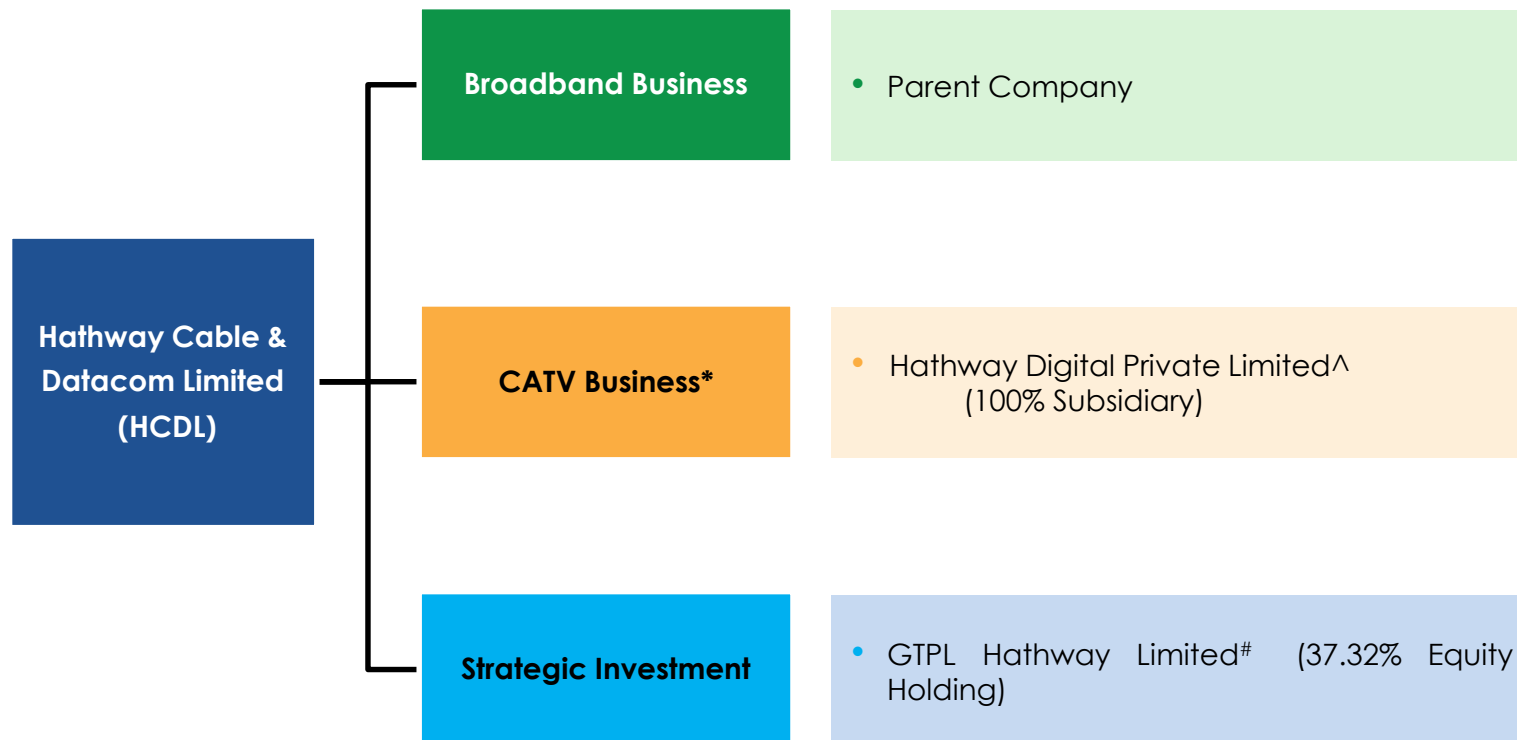 Broadband Business
• Parent Company
Hathway Cable &
Datacom Limited
(HCDL)
CATV Business*
• Hathway Digital Private Limited^
(100% Subsidiary)
Strategic Investment
• GTPL Hathway Limited# (37.32% Equity
Holding)